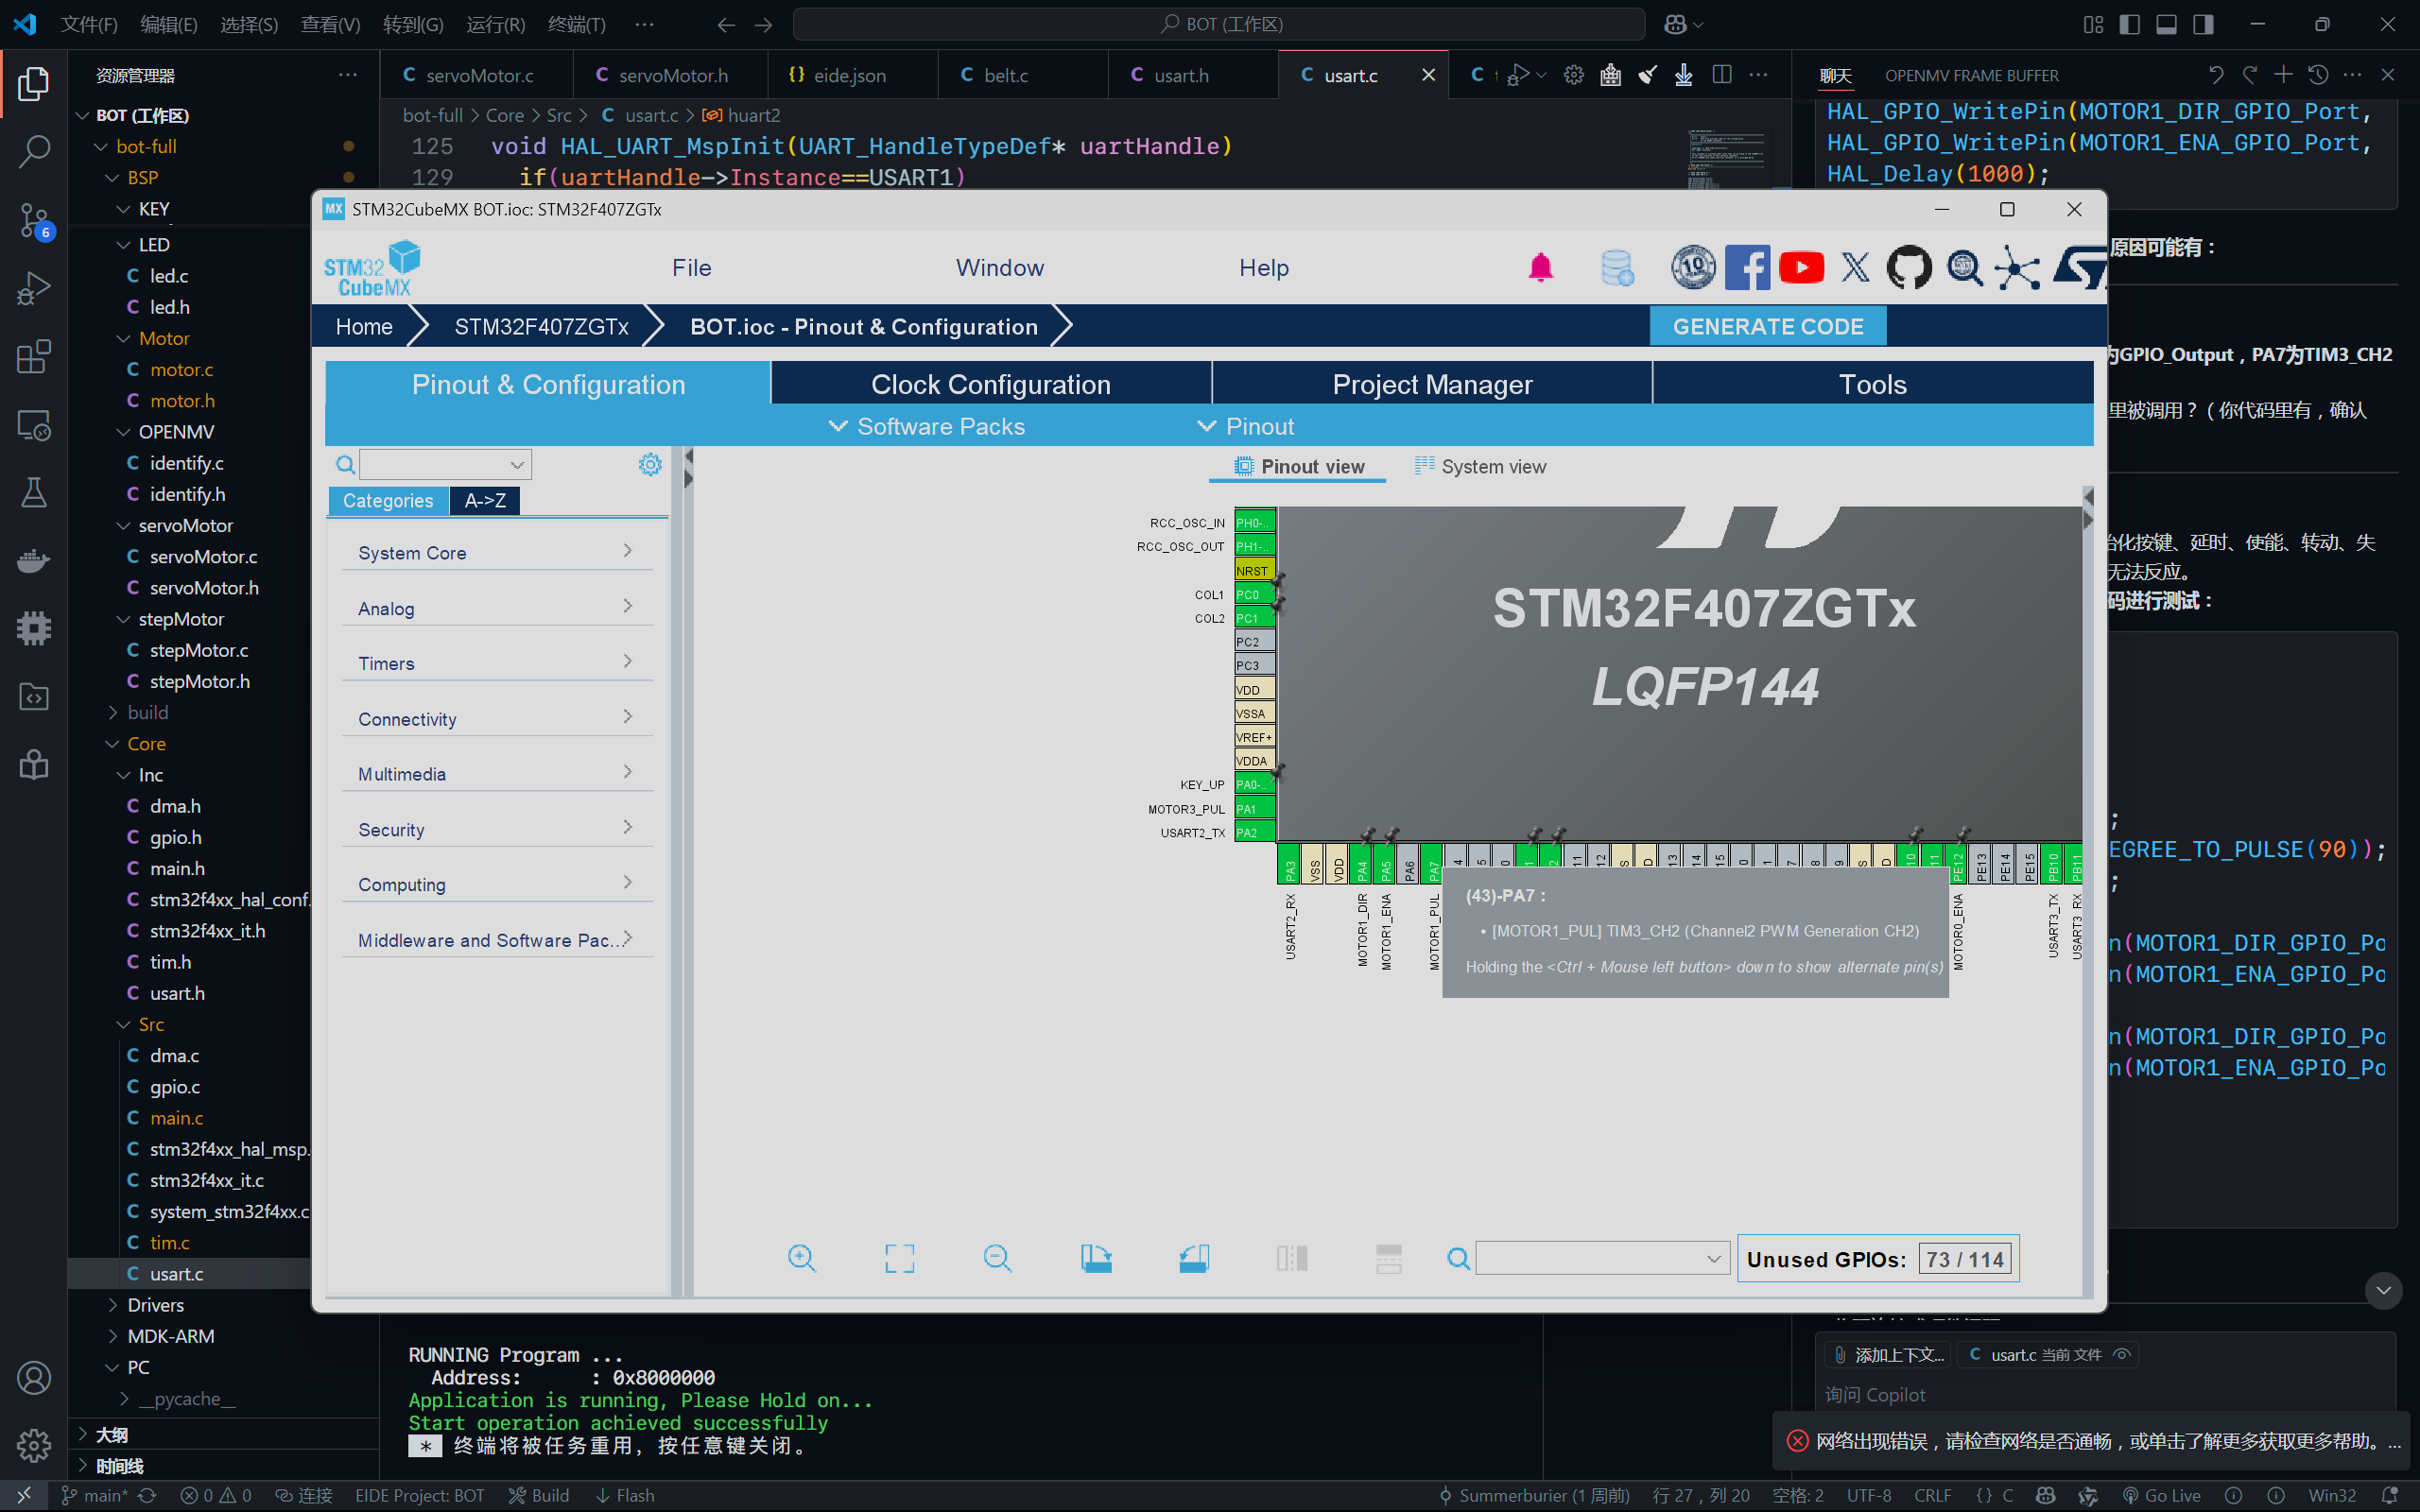 文件(F) 编辑(E) 选择(S) 查看(V) 转到(G) 运行(R) 终端(T) ···
BOT (工作区)
资源管理器
BOT (工作区)
bot-full
BSP
KEY
LED
led.c
led.h
Motor
motor.c
motor.h
OPENMV
identify.c
identify.h
servoMotor
servoMotor.c
servoMotor.h
stepMotor
stepMotor.c
stepMotor.h
build
Core
Inc
dma.h
gpio.h
main.h
stm32f4xx_hal_conf.
stm32f4xx_it.h
tim.h
usart.h
Src
dma.c
gpio.c
main.c
stm32f4xx_hal_msp.
stm32f4xx_it.c
system_stm32f4xx.c
tim.c
usart.c
Drivers
MDK-ARM
PC
__pycache__
大纲
时间线
6
servoMotor.c servoMotor.h eide.json belt.c usart.h usart.c
bot-full > Core > Src > usart.c > huart2
125 void HAL_UART_MspInit(UART_HandleTypeDef* uartHandle)
129 if(uartHandle->Instance==USART1)
STM32CubeMX BOT.ioc: STM32F407ZGTx
STM32 CubeMX
File Window Help
10
Home STM32F407ZGTx BOT.ioc - Pinout & Configuration GENERATE CODE
Pinout & Configuration Clock Configuration Project Manager Tools
Software Packs Pinout
Pinout view System view
Categories A->Z
System Core
Analog
Timers
Connectivity
Multimedia
Security
Computing
Middleware and Software Pac...
RCC_OSC_IN PH0-..
RCC_OSC_OUT PH1-..
NRST
COL1 PC0
COL2 PC1
PC2
PC3
VDD
VSSA
VREF+
VDDA
KEY_UP PA0-..
MOTOR3_PUL PA1
USART2_TX PA2
STM32F407ZGTx
LQFP144
PA3 VSS VDD PA4 PA5 PA6 PA7
PE12 PE13 PE14 PE15 PB10 PB11
USART2_RX MOTOR1_DIR MOTOR1_ENA MOTOR1_PUL
MOTOR0_ENA USART3_TX USART3_RX
(43)-PA7 :
• [MOTOR1_PUL] TIM3_CH2 (Channel2 PWM Generation CH2)
Holding the <Ctrl + Mouse left button> down to show alternate pin(s)
Unused GPIOs: 73 / 114
RUNNING Program ...
Address: : 0x8000000
Application is running, Please Hold on...
Start operation achieved successfully
* 终端将被任务重用，按任意键关闭。
聊天 OPENMV FRAME BUFFER
HAL_GPIO_WritePin(MOTOR1_DIR_GPIO_Port,
HAL_GPIO_WritePin(MOTOR1_ENA_GPIO_Port,
HAL_Delay(1000);
原因可能有：
GPIO_Output，PA7为TIM3_CH2
里被调用？（你代码里有，确认
化按键、延时、使能、转动、失
无法反应。
码进行测试：
;
EGREE_TO_PULSE(90));
;
n(MOTOR1_DIR_GPIO_Po
n(MOTOR1_ENA_GPIO_Po
n(MOTOR1_DIR_GPIO_Po
n(MOTOR1_ENA_GPIO_Po
添加上下文... usart.c 当前文件
询问 Copilot
网络出现错误，请检查网络是否通畅，或单击了解更多获取更多帮助。...
main* 0 0 连接 EIDE Project: BOT Build Flash
Summerburier (1 周前) 行 27，列 20 空格: 2 UTF-8 CRLF {} C Go Live Win32